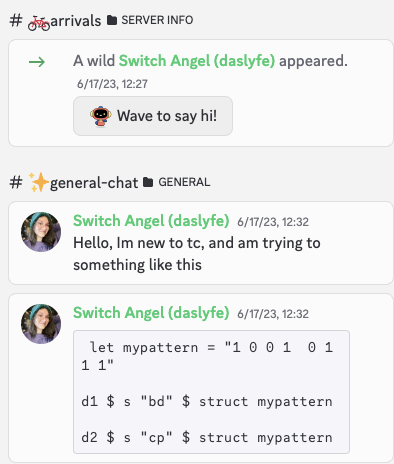 # 🚲arrivals 📁 SERVER INFO
→ A wild Switch Angel (daslyfe) appeared.
6/17/23, 12:27
Wave to say hi!
# ✨general-chat 📁 GENERAL
Switch Angel (daslyfe) 6/17/23, 12:32
Hello, Im new to tc, and am trying to
something like this
Switch Angel (daslyfe) 6/17/23, 12:32
let mypattern = "1 0 0 1  0 1
1 1"
d1 $ s "bd" $ struct mypattern
d2 $ s "cp" $ struct mypattern